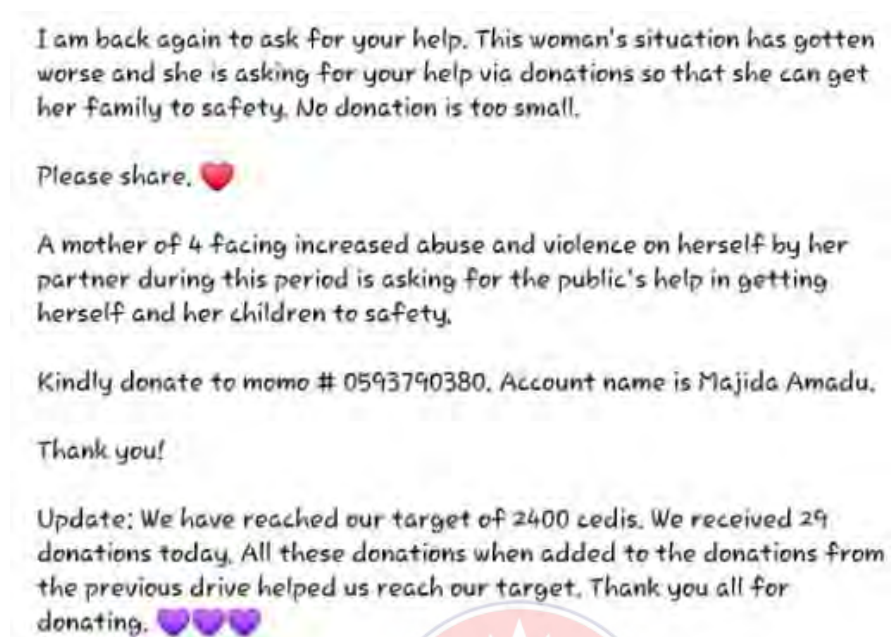 I am back again to ask for your help. This woman's situation has gotten
worse and she is asking for your help via donations so that she can get
her family to safety. No donation is too small.
Please share. ❤️
A mother of 4 facing increased abuse and violence on herself by her
partner during this period is asking for the public's help in getting
herself and her children to safety.
Kindly donate to momo # 0593790380. Account name is Majida Amadu.
Thank you!
Update: We have reached our target of 2400 cedis. We received 29
donations today. All these donations when added to the donations from
the previous drive helped us reach our target. Thank you all for
donating. 💜💜💜